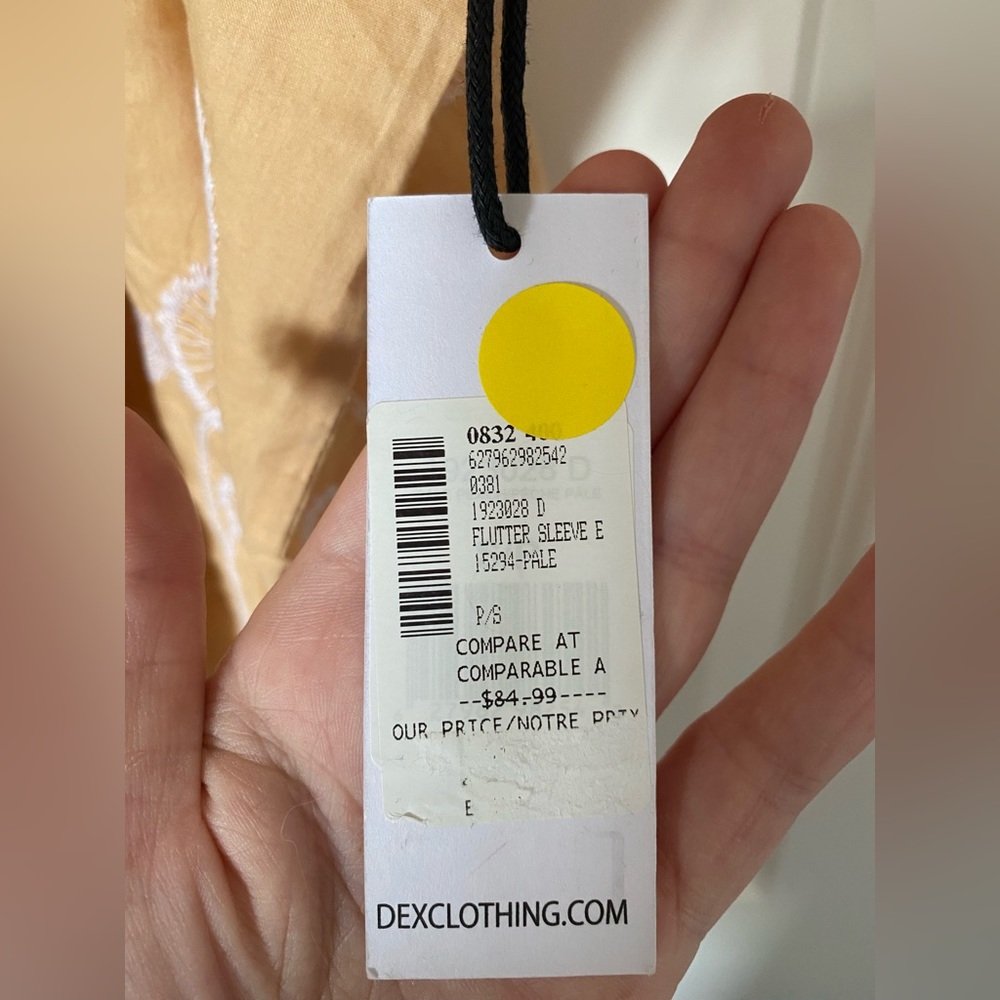 0832 400
627962982542
0381
1923028 D
FLUTTER SLEEVE E
15294-PALE
P/S
COMPARE AT
COMPARABLE A
--$84.99----
OUR PRICE/NOTRE PRIX
E
DEXCLOTHING.COM